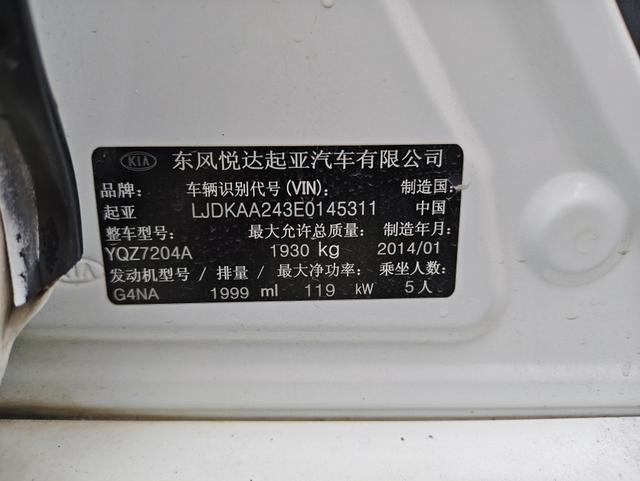 KIA 东风悦达起亚汽车有限公司
品牌: 车辆识别代号(VIN): 制造国:
起亚 LJDKAA243E0145311 中国
整车型号: 最大允许总质量: 制造年月:
YQZ7204A 1930 kg 2014/01
发动机型号/排量/最大净功率: 乘坐人数:
G4NA 1999 ml 119 kW 5人
KIA